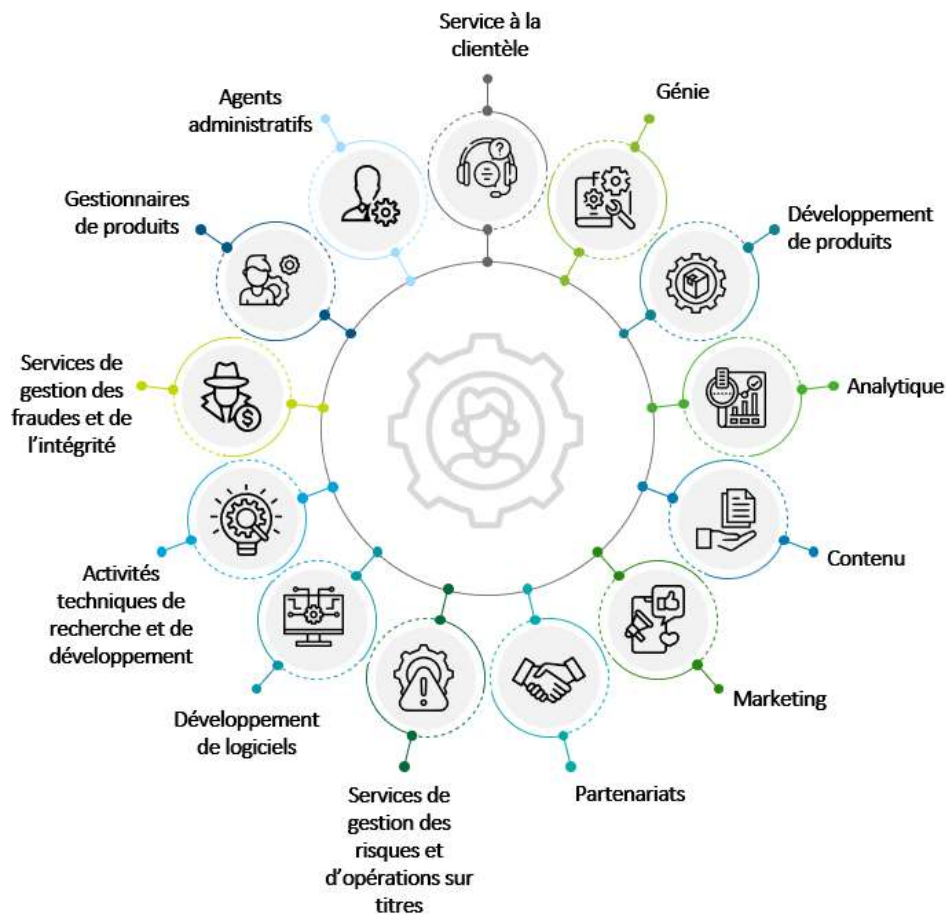 Service à la
clientèle
Génie
Développement
de produits
Analytique
Contenu
Marketing
Partenariats
Services de
gestion des
risques et
d'opérations sur
titres
Développement
de logiciels
Activités
techniques de
recherche et de
développement
Services de
gestion des
fraudes et de
l'intégrité
Gestionnaires
de produits
Agents
administratifs